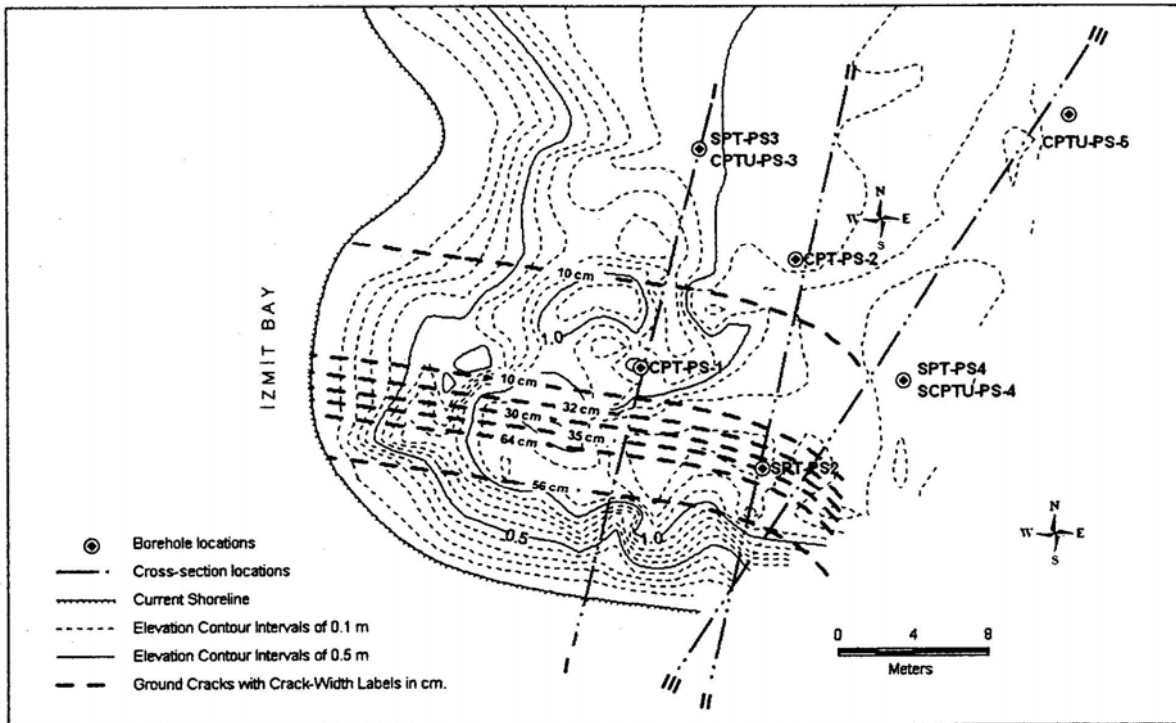 III
II
I
SPT-PS3
CPTU-PS-3
CPTU-PS-5
N
W E
S
CPT-PS-2
10 cm
IZMIT BAY
1.0
CPT-PS-1
SPT-PS4
SCPTU-PS-4
10 cm
32 cm
30 cm
35 cm
64 cm
SPT-PS2
56 cm
0.5
1.0
N
W E
S
Borehole locations
Cross-section locations
Current Shoreline
Elevation Contour Intervals of 0.1 m
Elevation Contour Intervals of 0.5 m
Ground Cracks with Crack-Width Labels in cm.
0 8
Meters
I
III
II